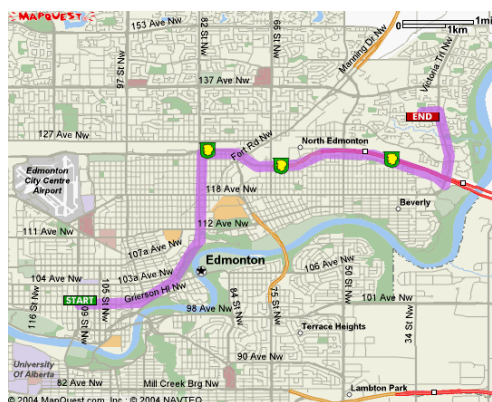 MAPQUEST
153 Ave Nw
82 St Nw
66 St Nw
Manning Dr Nw
Victoria Trl Nw
0 1mi
1km
97 St Nw
137 Ave Nw
127 Ave Nw
Fort Rd Nw
North Edmonton
END
Edmonton
City Centre
Airport
118 Ave Nw
Beverly
111 Ave Nw
112 Ave Nw
107a Ave Nw
Edmonton
104 Ave Nw
103a Ave Nw
106 Ave Nw
START
105 St Nw
Grierson Hl Nw
50 St Nw
101 Ave Nw
116 St Nw
109 St Nw
98 Ave Nw
84 St Nw
75 St Nw
34 St Nw
Terrace Heights
University
Of Alberta
90 Ave Nw
82 Ave Nw
Mill Creek Brg Nw
Lambton Park
© 2004 MapQuest.com, Inc.; © 2004 NAVTEQ